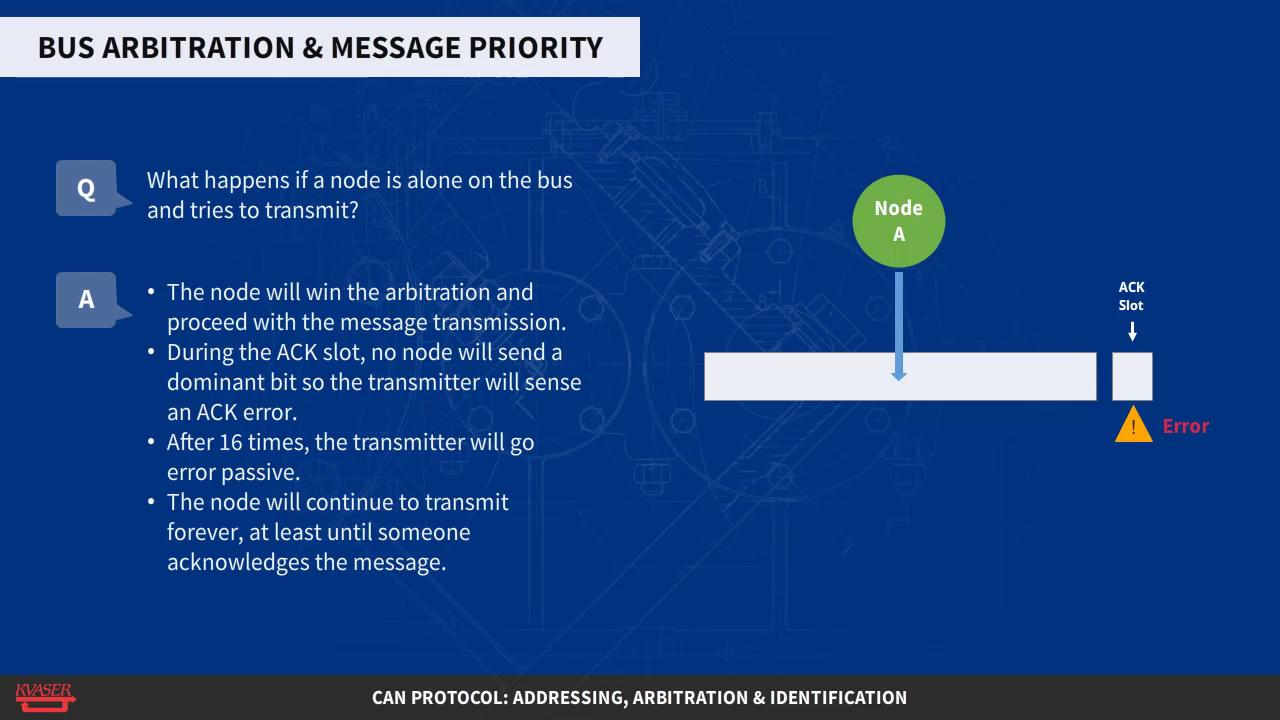 BUS ARBITRATION & MESSAGE PRIORITY
Q
What happens if a node is alone on the bus
and tries to transmit?
A
• The node will win the arbitration and
proceed with the message transmission.
• During the ACK slot, no node will send a
dominant bit so the transmitter will sense
an ACK error.
• After 16 times, the transmitter will go
error passive.
• The node will continue to transmit
forever, at least until someone
acknowledges the message.
Node
A
ACK
Slot
!
Error
KVASER
CAN PROTOCOL: ADDRESSING, ARBITRATION & IDENTIFICATION